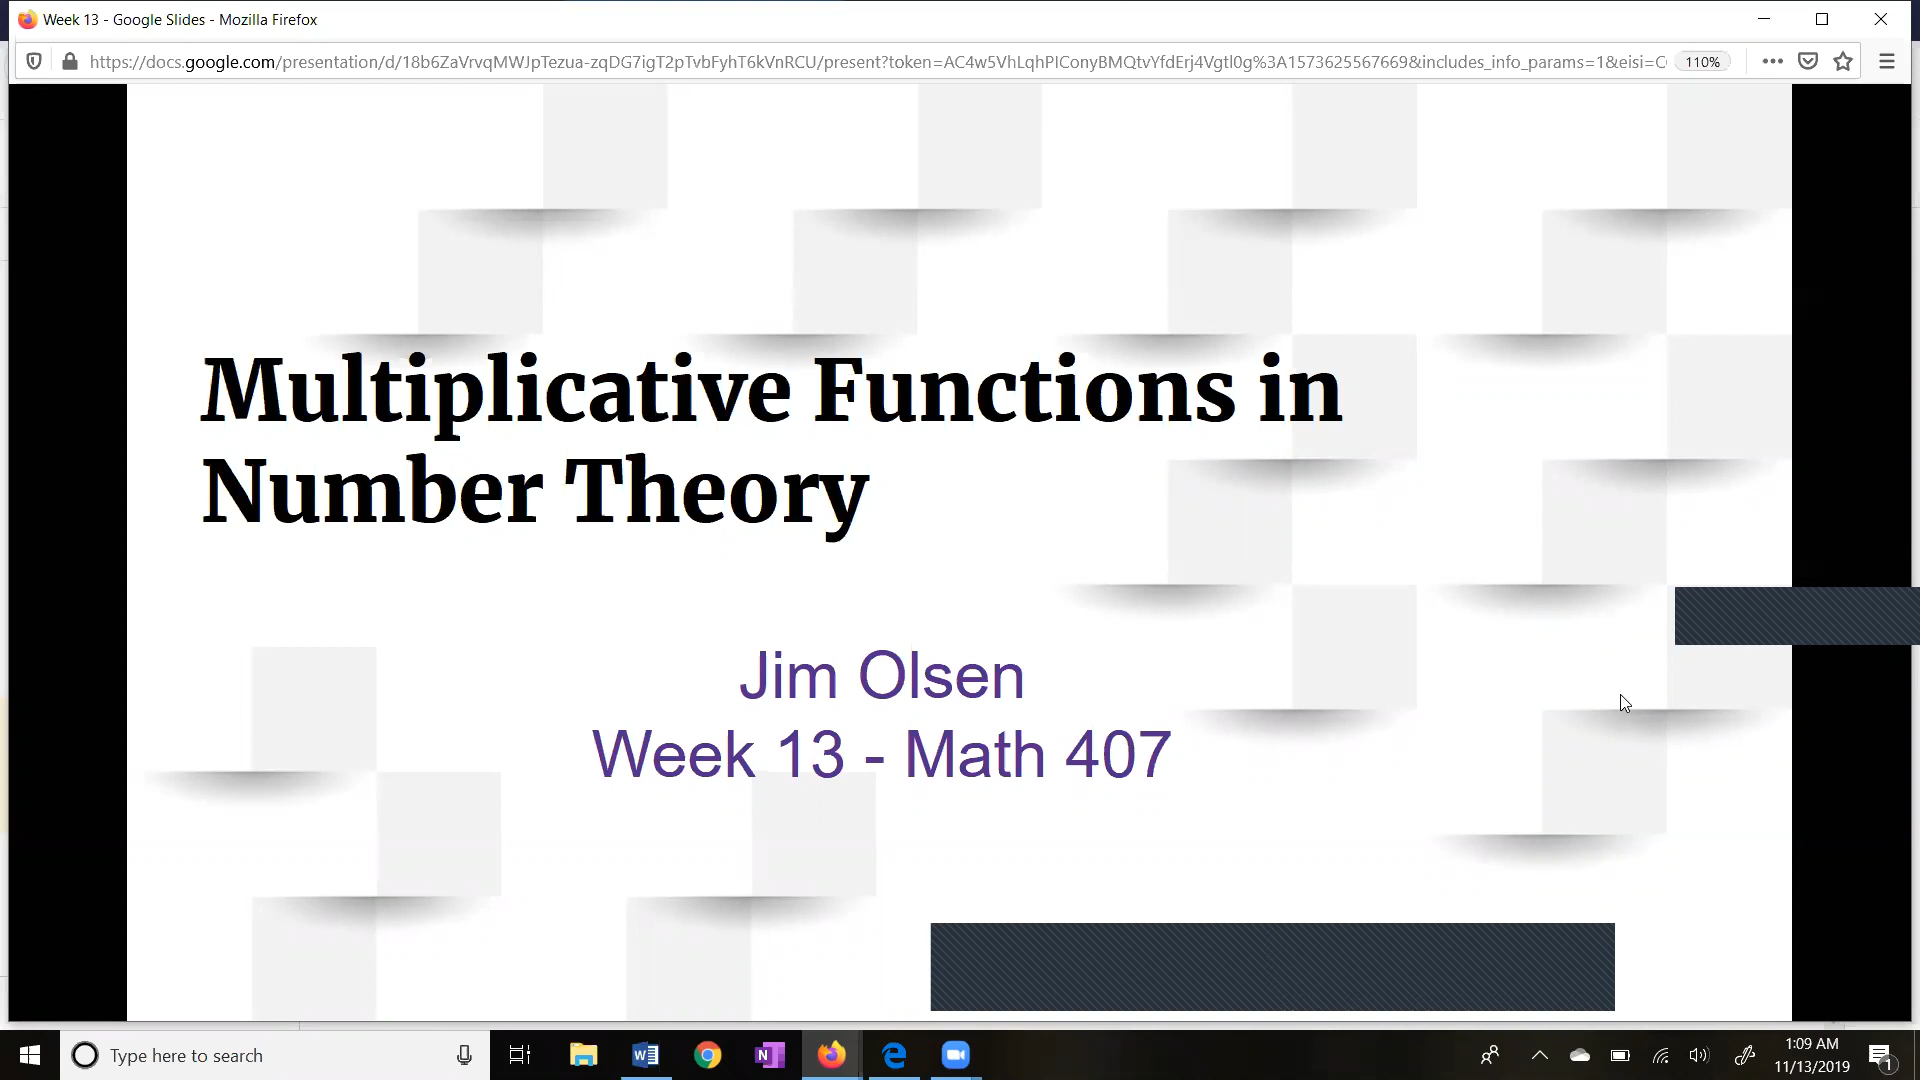 Week 13 - Google Slides - Mozilla Firefox
https://docs.google.com/presentation/d/18b6ZaVrvqMWJpTezua-zqDG7igT2pTvbFyhT6kVnRCU/present?token=AC4w5VhLqhPIConyBMQtvYfdErj4Vgtl0g%3A1573625567669&includes_info_params=1&eisi=C 110%
Multiplicative Functions in
Number Theory
Jim Olsen
Week 13 - Math 407
Type here to search
1:09 AM
11/13/2019
1